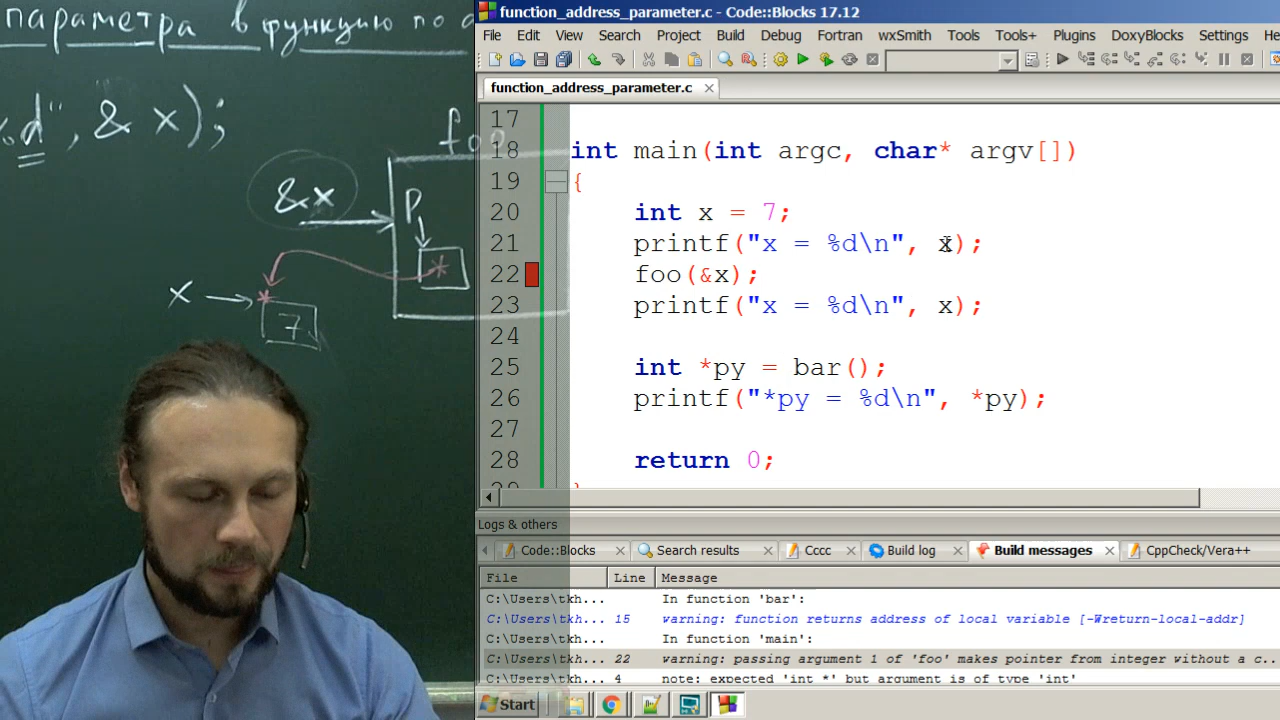 параметра в функцию по а
%d", & x);
foo
&x
p
*
x
*
7
function_address_parameter.c - Code::Blocks 17.12
File Edit View Search Project Build Debug Fortran wxSmith Tools Tools+ Plugins DoxyBlocks Settings He
function_address_parameter.c
17
18 int main(int argc, char* argv[])
19 {
20 int x = 7;
21 printf("x = %d\n", x);
22 foo(&x);
23 printf("x = %d\n", x);
24
25 int *py = bar();
26 printf("*py = %d\n", *py);
27
28 return 0;
Logs & others
Code::Blocks Search results Cccc Build log Build messages CppCheck/Vera++
File Line Message
C:\Users\tkh... In function 'bar':
C:\Users\tkh... 15 warning: function returns address of local variable [-Wreturn-local-addr]
C:\Users\tkh... In function 'main':
C:\Users\tkh... 22 warning: passing argument 1 of 'foo' makes pointer from integer without a c...
C:\Users\tkh... 4 note: expected 'int *' but argument is of type 'int'
Start